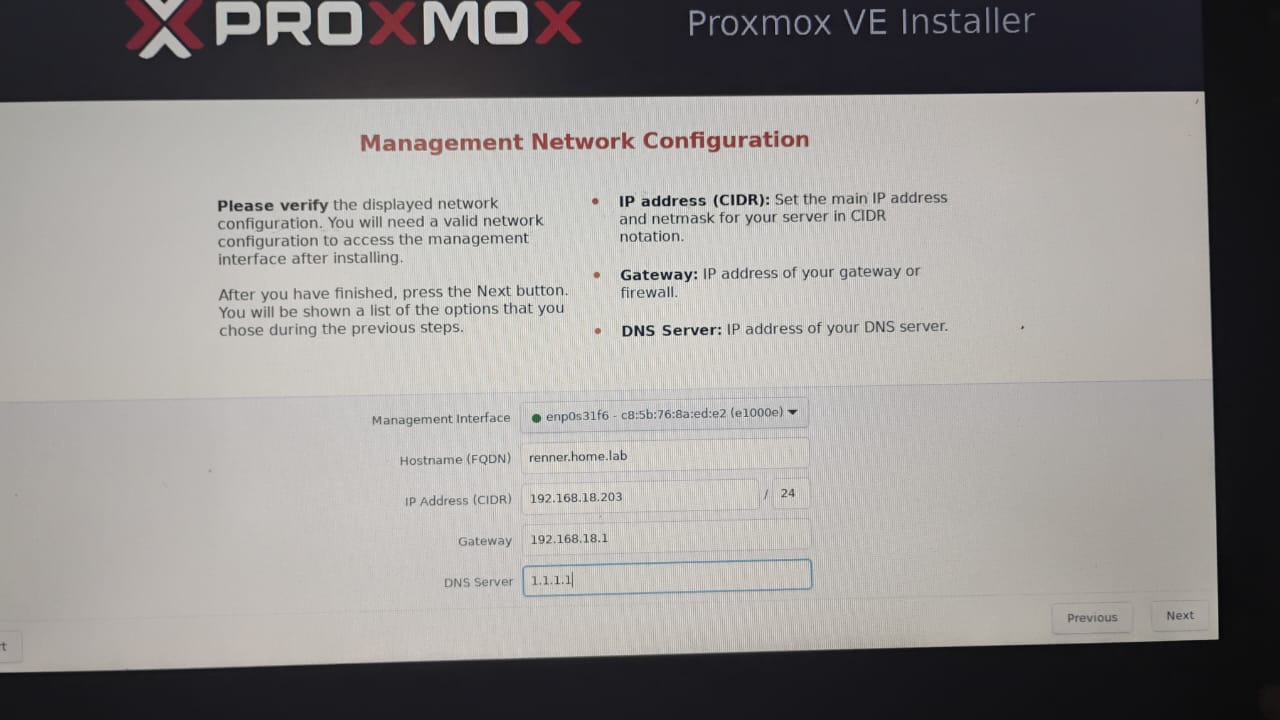 PROXMOX
Proxmox VE Installer
Management Network Configuration
Please verify the displayed network
configuration. You will need a valid network
configuration to access the management
interface after installing.
After you have finished, press the Next button.
You will be shown a list of the options that you
chose during the previous steps.
IP address (CIDR): Set the main IP address
and netmask for your server in CIDR
notation.
Gateway: IP address of your gateway or
firewall.
DNS Server: IP address of your DNS server.
Management Interface enp0s31f6 - c8:5b:76:8a:ed:e2 (e1000e)
Hostname (FQDN) renner.home.lab
IP Address (CIDR) 192.168.18.203 / 24
Gateway 192.168.18.1
DNS Server 1.1.1.1
Previous Next